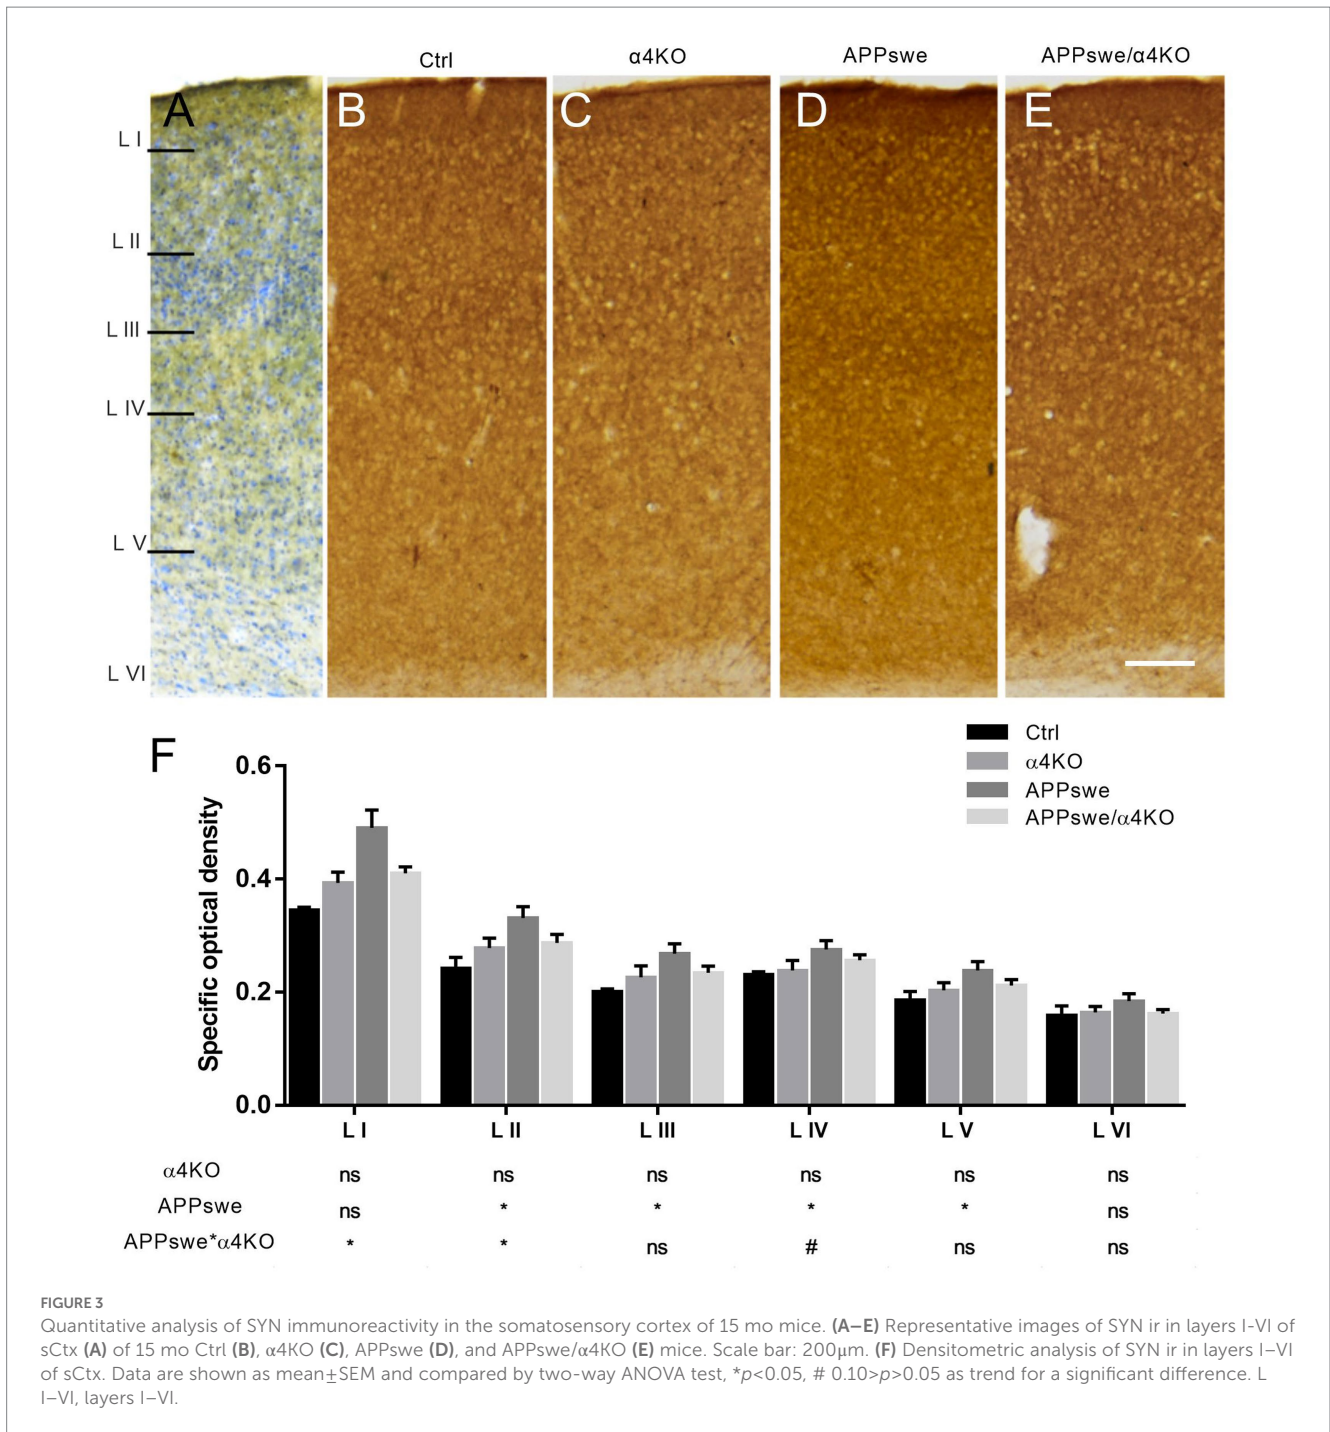 Ctrl α4KO APPswe APPswe/α4KO
A B C D E
L I
L II
L III
L IV
L V
L VI
F
Ctrl
α4KO
APPswe
APPswe/α4KO
Specific optical density
0.6
0.4
0.2
0.0
L I L II L III L IV L V L VI
α4KO ns ns ns ns ns ns
APPswe ns * * * * ns
APPswe*α4KO * * ns # ns ns
FIGURE 3
Quantitative analysis of SYN immunoreactivity in the somatosensory cortex of 15 mo mice. (A–E) Representative images of SYN ir in layers I-VI of
sCtx (A) of 15 mo Ctrl (B), α4KO (C), APPswe (D), and APPswe/α4KO (E) mice. Scale bar: 200μm. (F) Densitometric analysis of SYN ir in layers I–VI
of sCtx. Data are shown as mean±SEM and compared by two-way ANOVA test, *p<0.05, # 0.10>p>0.05 as trend for a significant difference. L
I–VI, layers I–VI.